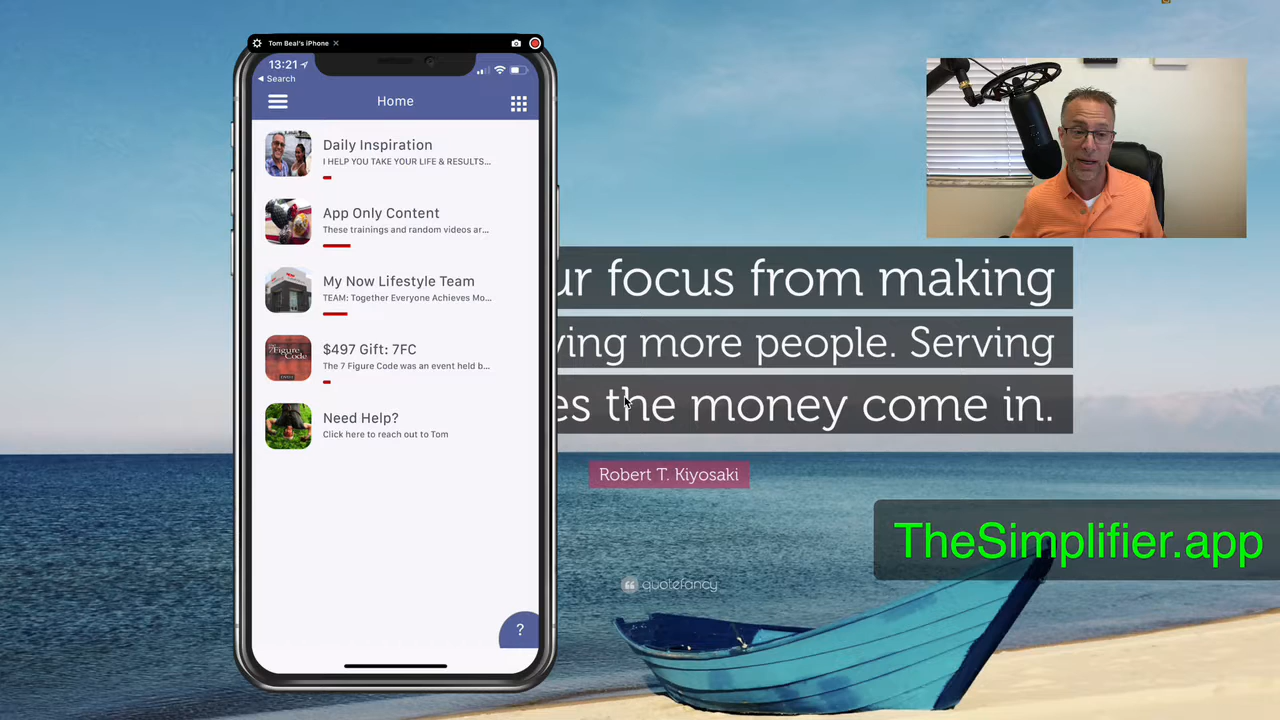 Tom Beal's iPhone
13:21
Search
Home
Daily Inspiration
I HELP YOU TAKE YOUR LIFE & RESULTS...
App Only Content
These trainings and random videos ar...
My Now Lifestyle Team
TEAM: Together Everyone Achieves Mo...
$497 Gift: 7FC
The 7 Figure Code was an event held b...
7Figure
Code
Need Help?
Click here to reach out to Tom
?
ur focus from making
ving more people. Serving
es the money come in.
Robert T. Kiyosaki
quotefancy
TheSimplifier.app